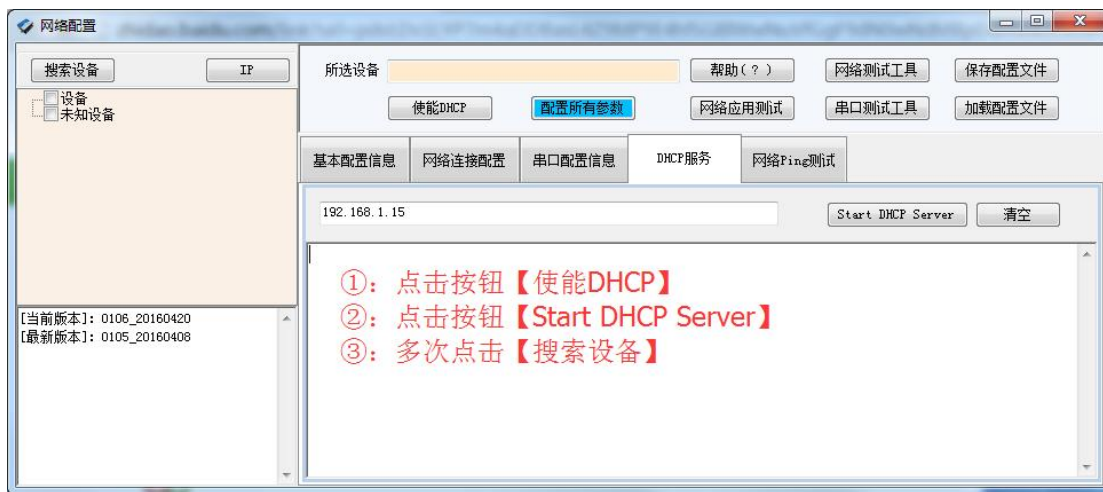 网络配置
搜索设备
IP
设备
未知设备
[当前版本]: 0106_20160420
[最新版本]: 0105_20160408
所选设备
帮助(?)
网络测试工具
保存配置文件
使能DHCP
配置所有参数
网络应用测试
串口测试工具
加载配置文件
基本配置信息
网络连接配置
串口配置信息
DHCP服务
网络Ping测试
192.168.1.15
Start DHCP Server
清空
①：点击按钮【使能DHCP】
②：点击按钮【Start DHCP Server】
③：多次点击【搜索设备】